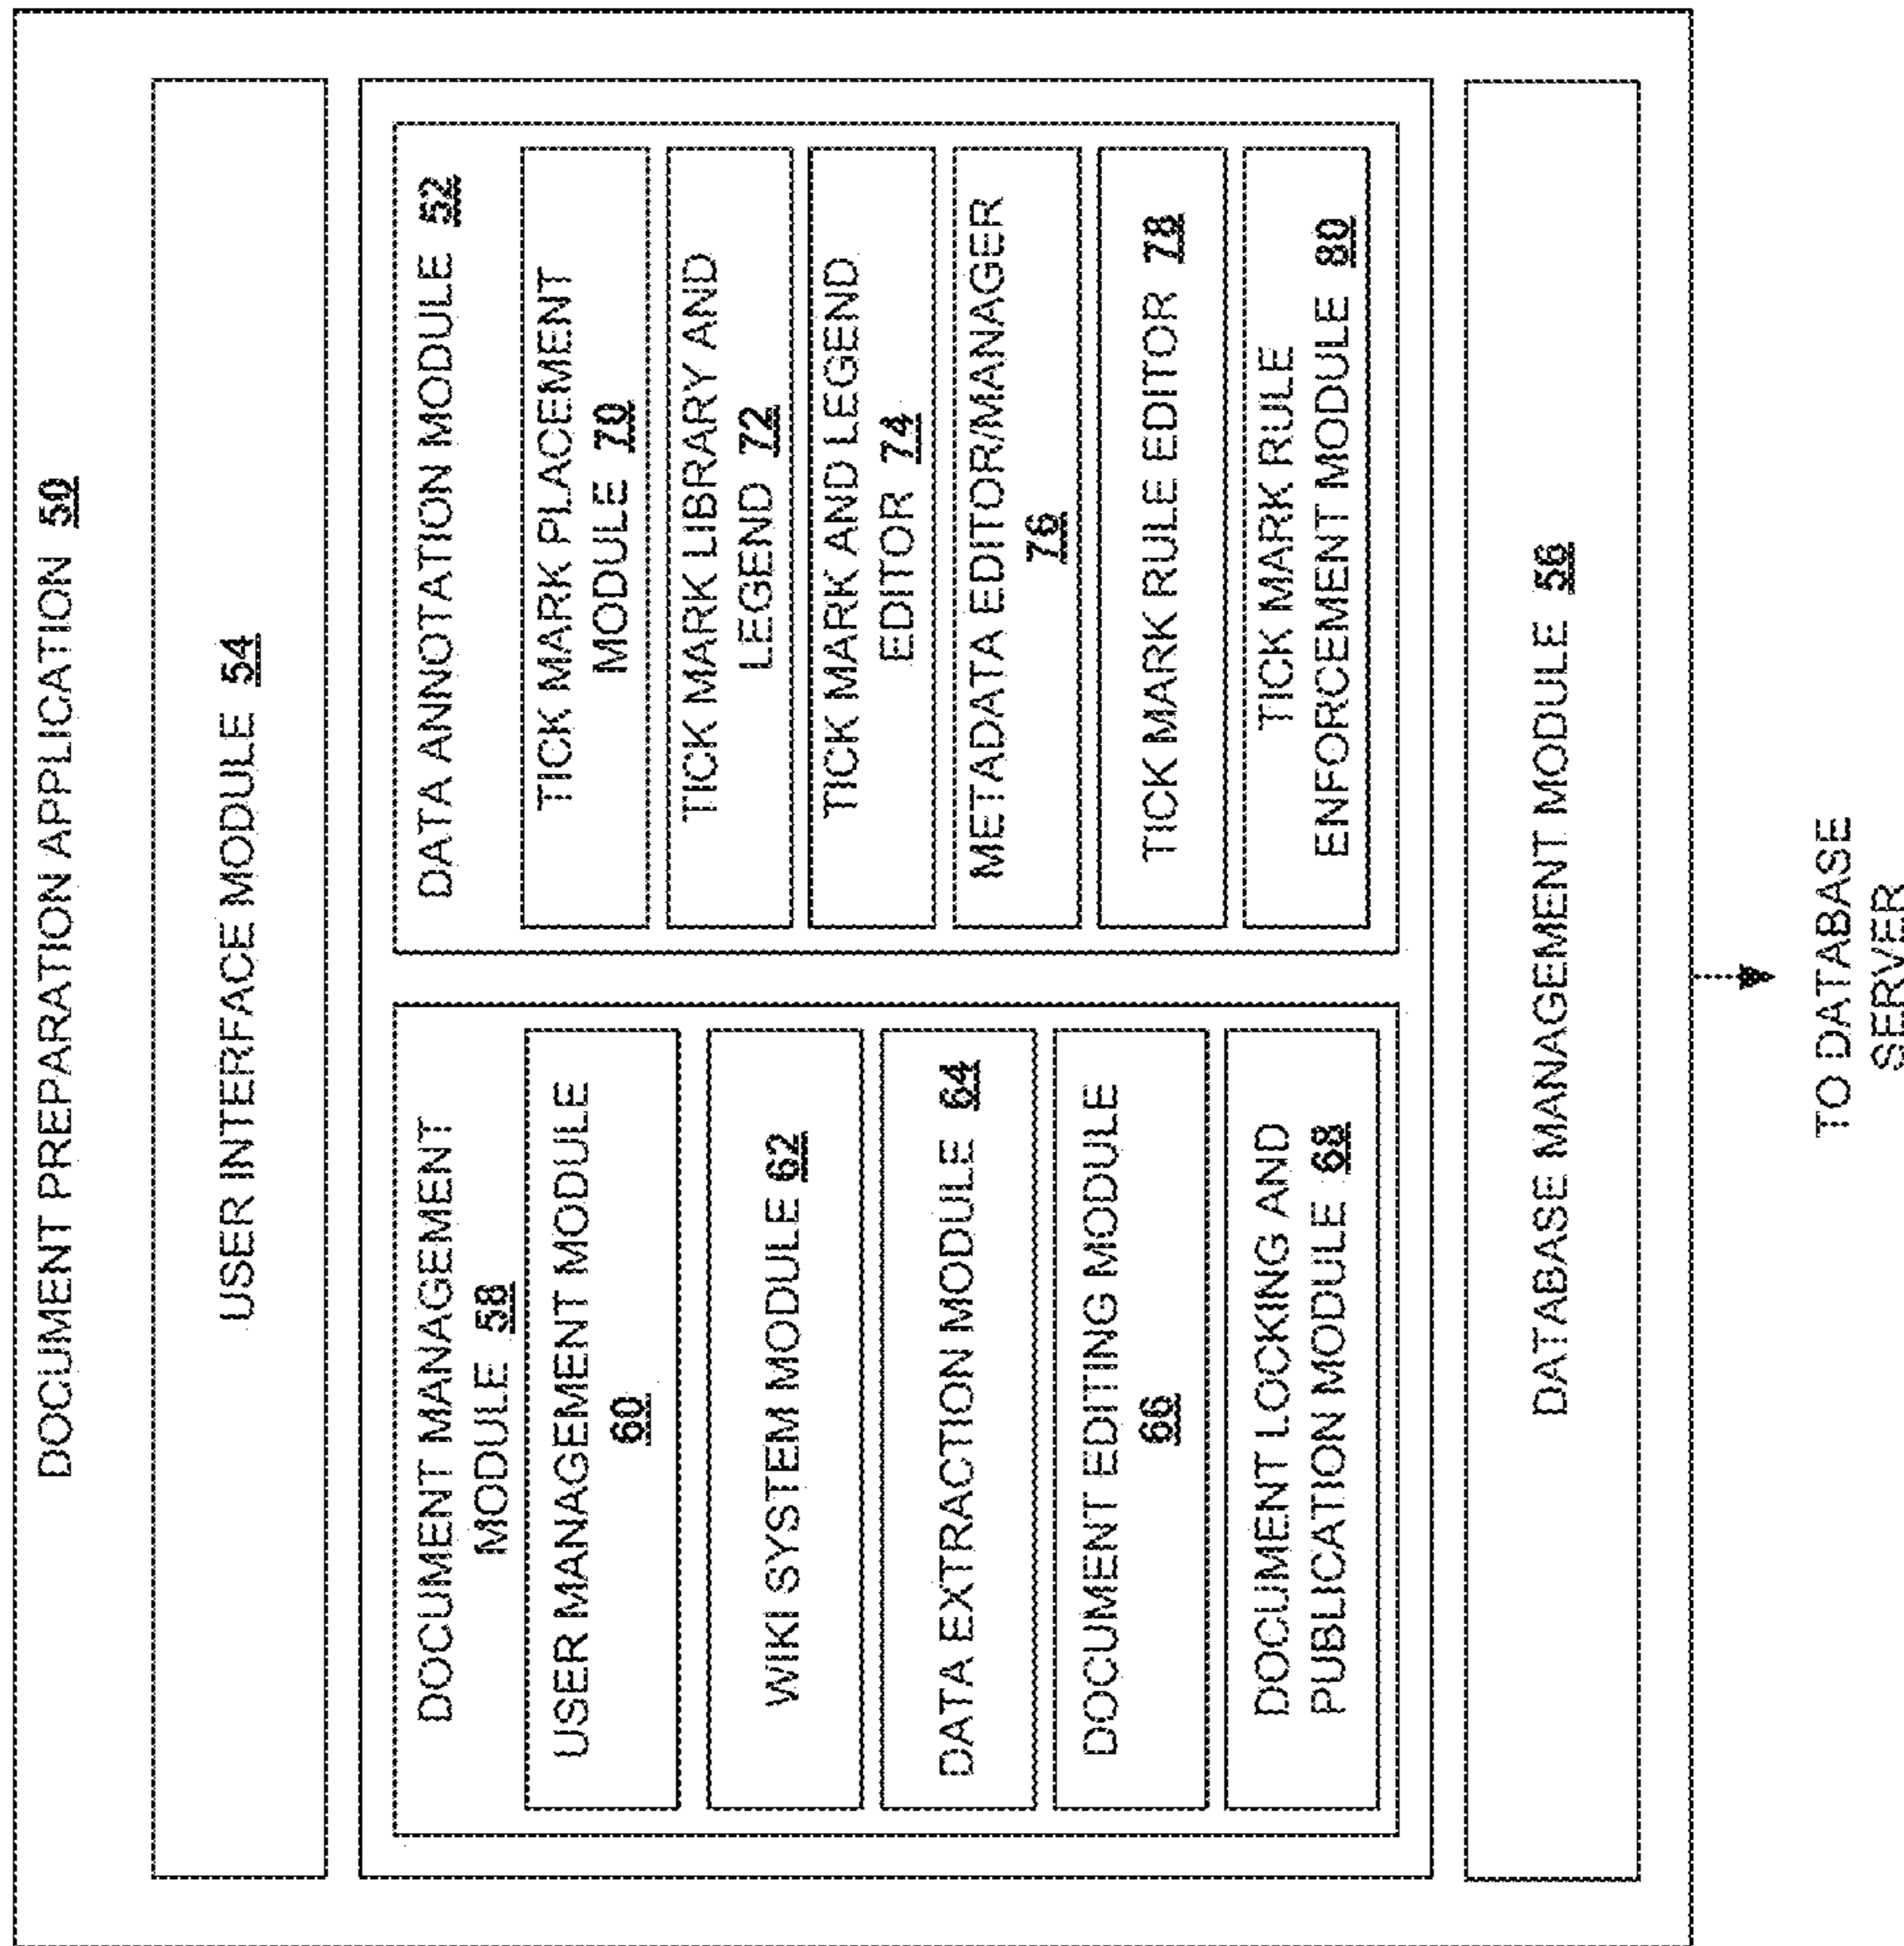 DOCUMENT PREPARATION APPLICATION 50
USER INTERFACE MODULE 54
DOCUMENT MANAGEMENT
MODULE 58
USER MANAGEMENT MODULE
60
WIKI SYSTEM MODULE 62
DATA EXTRACTION MODULE 64
DOCUMENT EDITING MODULE
66
DOCUMENT LOCKING AND
PUBLICATION MODULE 68
DATA ANNOTATION MODULE 52
TICK MARK PLACEMENT
MODULE 70
TICK MARK LIBRARY AND
LEGEND 72
TICK MARK AND LEGEND
EDITOR 74
METADATA EDITOR/MANAGER
76
TICK MARK RULE EDITOR 78
TICK MARK RULE
ENFORCEMENT MODULE 80
DATABASE MANAGEMENT MODULE 56
TO DATABASE
SERVER